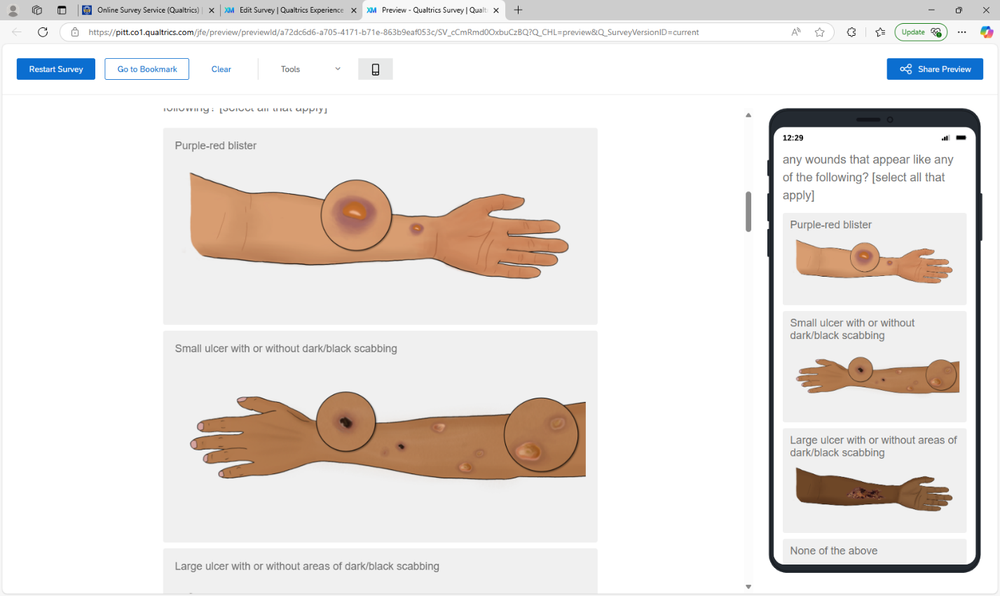 Online Survey Service (Qualtrics) |
Edit Survey | Qualtrics Experience
Preview - Qualtrics Survey | Qualt
https://pitt.co1.qualtrics.com/jfe/preview/previewId/a72dc6d6-a705-4171-b71e-863b9eaf053c/SV_cCmRmd0OxbuCzBQ?Q_CHL=preview&Q_SurveyVersionID=current
Update
Restart Survey
Go to Bookmark
Clear
Tools
Share Preview
following? [select all that apply]
Purple-red blister
Small ulcer with or without dark/black scabbing
Large ulcer with or without areas of dark/black scabbing
12:29
any wounds that appear like any
of the following? [select all that
apply]
Purple-red blister
Small ulcer with or without
dark/black scabbing
Large ulcer with or without areas of
dark/black scabbing
None of the above